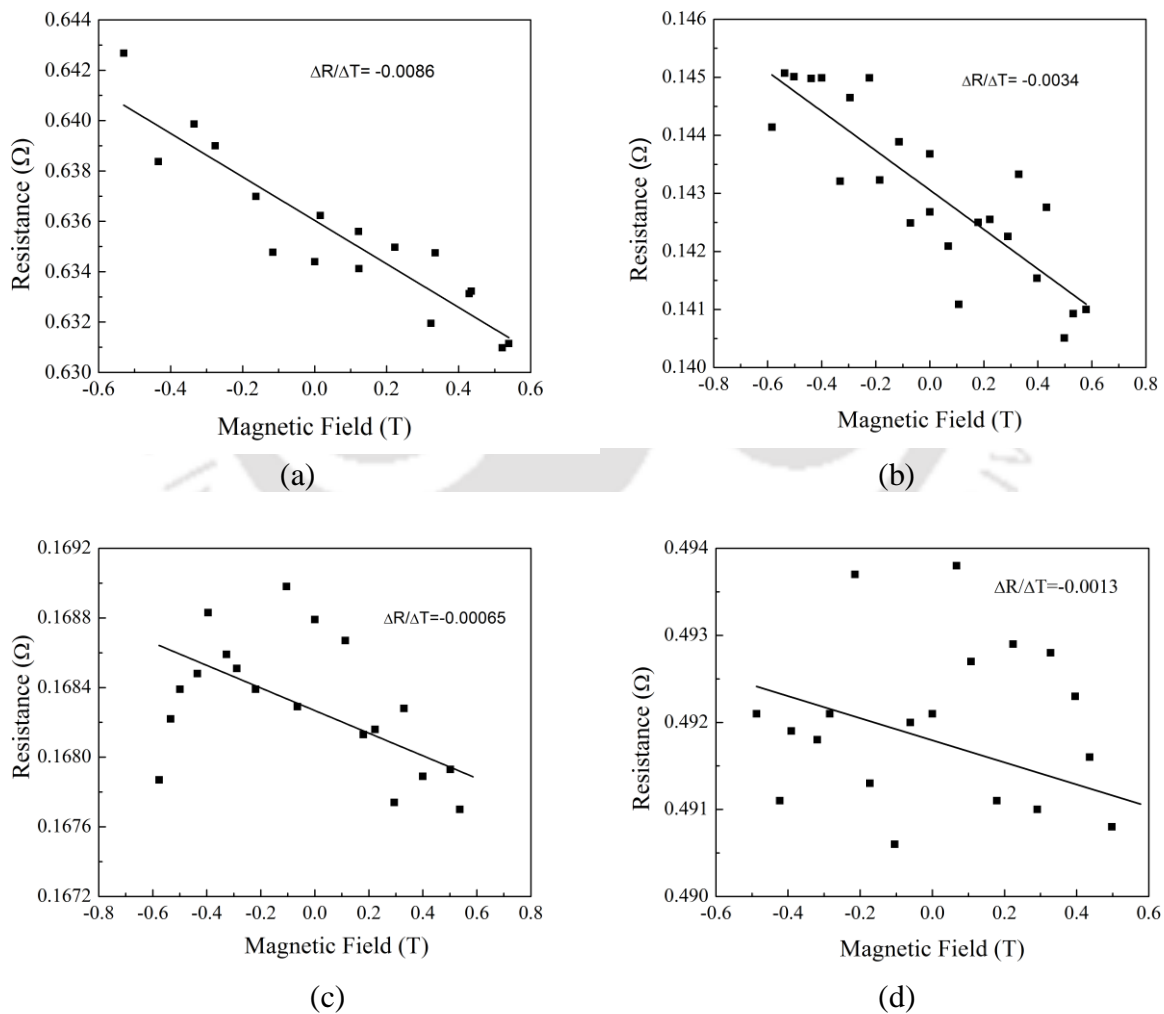 0.644
0.642
0.640
0.638
0.636
0.634
0.632
0.630
-0.6 -0.4 -0.2 0.0 0.2 0.4 0.6
Resistance (Ω)
Magnetic Field (T)
ΔR/ΔT= -0.0086
(a)
0.146
0.145
0.144
0.143
0.142
0.141
0.140
-0.8 -0.6 -0.4 -0.2 0.0 0.2 0.4 0.6 0.8
Resistance (Ω)
Magnetic Field (T)
ΔR/ΔT= -0.0034
(b)
0.1692
0.1688
0.1684
0.1680
0.1676
0.1672
-0.8 -0.6 -0.4 -0.2 0.0 0.2 0.4 0.6 0.8
Resistance (Ω)
Magnetic Field (T)
ΔR/ΔT=-0.00065
(c)
0.494
0.493
0.492
0.491
0.490
-0.6 -0.4 -0.2 0.0 0.2 0.4 0.6
Resistance (Ω)
Magnetic Field (T)
ΔR/ΔT=-0.0013
(d)